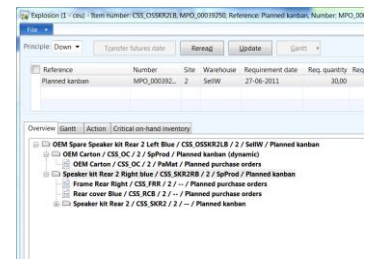 Explosion (1 - ceu) - Item number: CSS_OSSKR2LB, MPO_00039250, Reference: Planned kanban, Number: MPO_00
File
Principle: Down Transfer futures date Reread Update Gantt
Reference Number Site Warehouse Requirement date Req. quantity Req
Planned kanban MPO_000392... 2 SellW 27-06-2011 30,00
Overview Gantt Action Critical on-hand inventory
OEM Spare Speaker kit Rear 2 Left Blue / CSS_OSSKR2LB / 2 / SellW / Planned kanban
OEM Carton / CSS_OC / 2 / SpProd / Planned kanban (dynamic)
OEM Carton / CSS_OC / 2 / PaMat / Planned purchase orders
Speaker kit Rear 2 Right blue / CSS_SKR2RB / 2 / SpProd / Planned kanban
Frame Rear Right / CSS_FRR / 2 / -- / Planned purchase orders
Rear cover Blue / CSS_RCB / 2 / -- / Planned purchase orders
Speaker kit Rear 2 / CSS_SKR2 / 2 / -- / Planned kanban